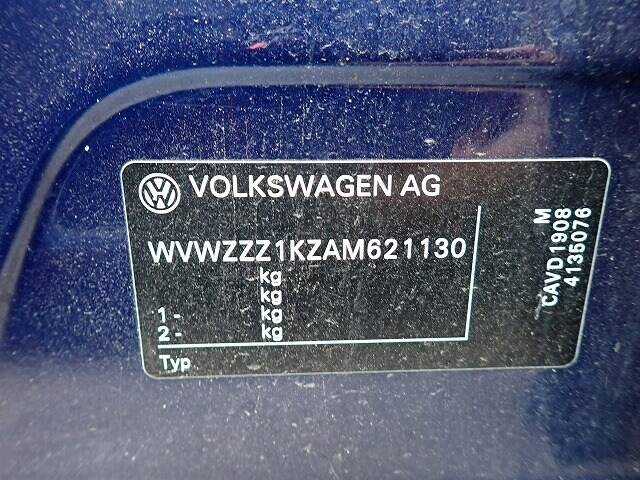 VOLKSWAGEN AG
WVWZZZ1KZAM621130
kg
kg
1 - kg
2 - kg
Typ
M
CAVD1908
4135076